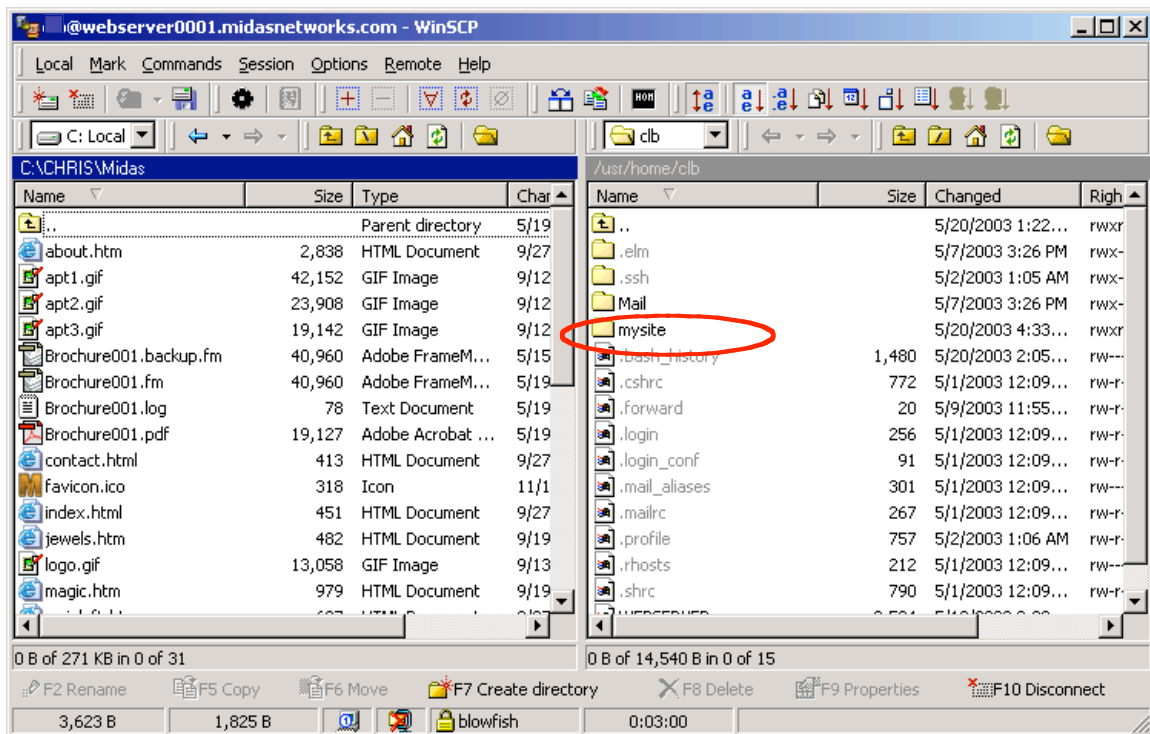 @webserver0001.midasnetworks.com - WinSCP
Local Mark Commands Session Options Remote Help
C: Local clb
C:\CHRIS\Midas /usr/home/clb
Name Size Type Char Name Size Changed Righ
.. Parent directory 5/19 .. 5/20/2003 1:22... rwxr
about.htm 2,838 HTML Document 9/27 .elm 5/7/2003 3:26 PM rwx-
apt1.gif 42,152 GIF Image 9/12 .ssh 5/2/2003 1:05 AM rwx-
apt2.gif 23,908 GIF Image 9/12 Mail 5/7/2003 3:26 PM rwx-
apt3.gif 19,142 GIF Image 9/12 mysite 5/20/2003 4:33... rwxr
Brochure001.backup.fm 40,960 Adobe FrameM... 5/15 .bash_history 1,480 5/20/2003 2:05... rw---
Brochure001.fm 40,960 Adobe FrameM... 5/19 .cshrc 772 5/1/2003 12:09... rw-r-
Brochure001.log 78 Text Document 5/19 .forward 20 5/9/2003 11:55... rw-r-
Brochure001.pdf 19,127 Adobe Acrobat ... 5/19 .login 256 5/1/2003 12:09... rw-r-
contact.html 413 HTML Document 9/27 .login_conf 91 5/1/2003 12:09... rw-r-
favicon.ico 318 Icon 11/1 .mail_aliases 301 5/1/2003 12:09... rw---
index.html 451 HTML Document 9/27 .mailrc 267 5/1/2003 12:09... rw-r-
jewels.htm 482 HTML Document 9/19 .profile 757 5/2/2003 1:06 AM rw-r-
logo.gif 13,058 GIF Image 9/13 .rhosts 212 5/1/2003 12:09... rw---
magic.htm 979 HTML Document 9/19 .shrc 790 5/1/2003 12:09... rw-r-
0 B of 271 KB in 0 of 31 0 B of 14,540 B in 0 of 15
F2 Rename F5 Copy F6 Move F7 Create directory F8 Delete F9 Properties F10 Disconnect
3,623 B 1,825 B blowfish 0:03:00